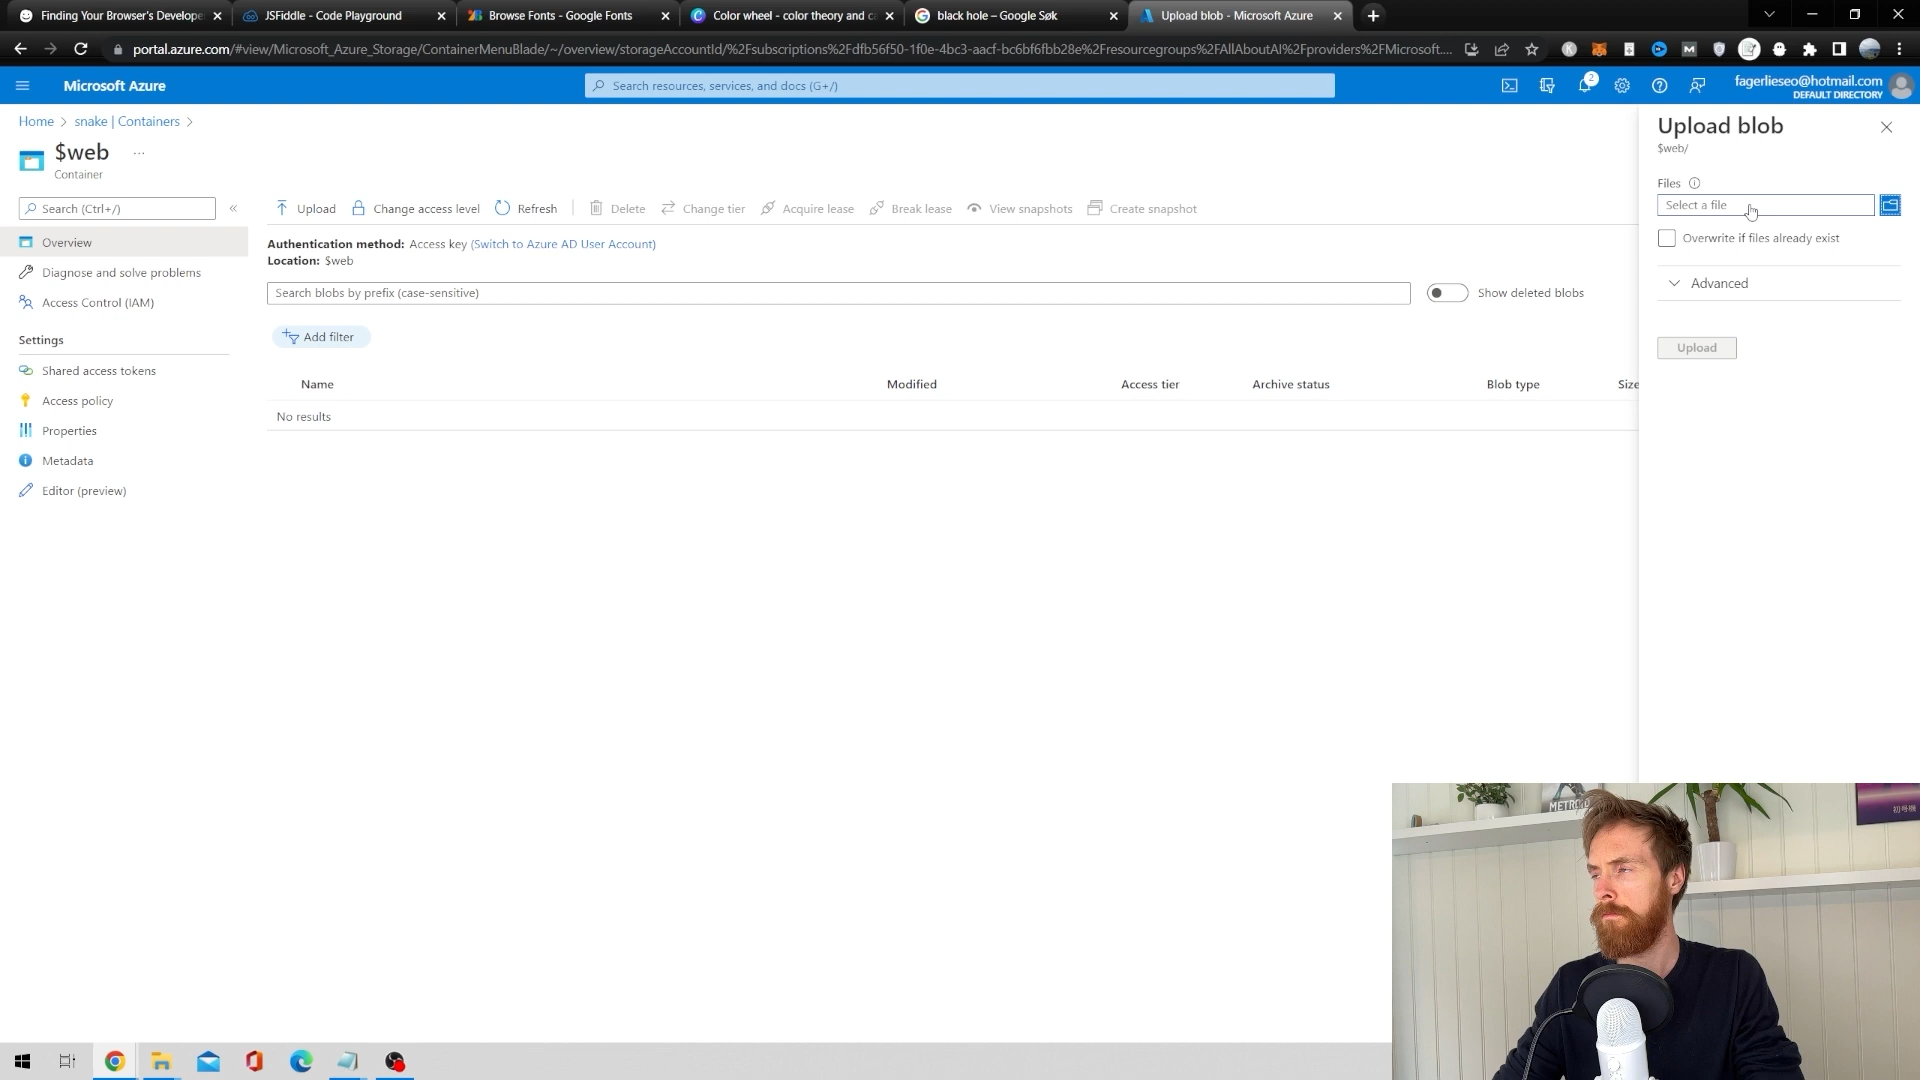 Finding Your Browser's Develope
JSFiddle - Code Playground
Browse Fonts - Google Fonts
Color wheel - color theory and ca
black hole – Google Søk
Upload blob - Microsoft Azure
portal.azure.com/#view/Microsoft_Azure_Storage/ContainerMenuBlade/~/overview/storageAccountId/%2Fsubscriptions%2Fdfb56f50-1f0e-4bc3-aacf-bc6bf6fbb28e%2Fresourcegroups%2FAllAboutAI%2Fproviders%2FMicrosoft....
Microsoft Azure
Search resources, services, and docs (G+/)
2
fagerlieseo@hotmail.com
DEFAULT DIRECTORY
Home > snake | Containers >
$web
...
Container
Search (Ctrl+/)
«
Overview
Diagnose and solve problems
Access Control (IAM)
Settings
Shared access tokens
Access policy
Properties
Metadata
Editor (preview)
Upload
Change access level
Refresh
Delete
Change tier
Acquire lease
Break lease
View snapshots
Create snapshot
Authentication method: Access key (Switch to Azure AD User Account)
Location: $web
Search blobs by prefix (case-sensitive)
Show deleted blobs
Add filter
Name
Modified
Access tier
Archive status
Blob type
Size
No results
Upload blob
$web/
Files
Select a file
Overwrite if files already exist
Advanced
Upload
METROID